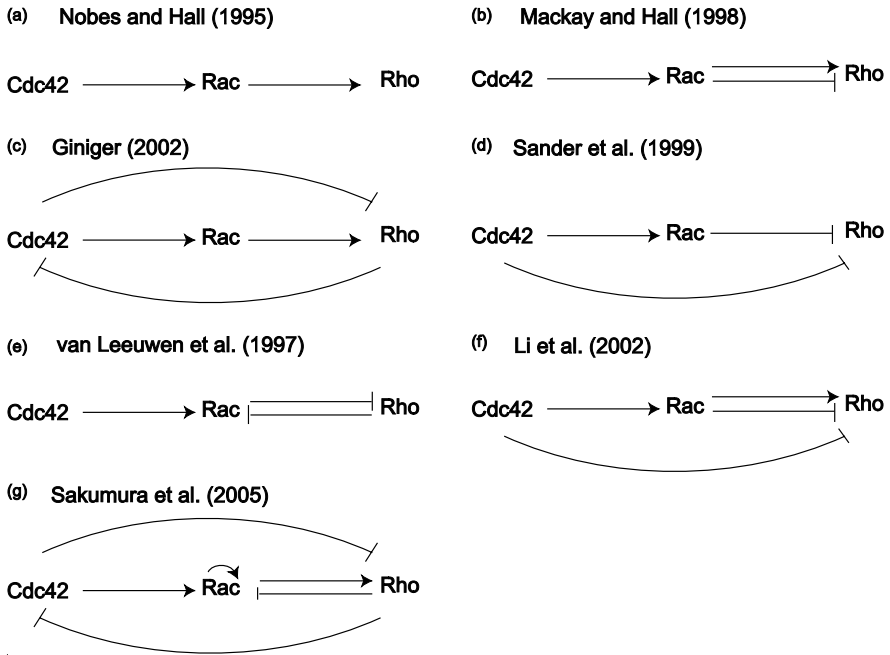 (a) Nobes and Hall (1995)
Cdc42 Rac Rho
(b) Mackay and Hall (1998)
Cdc42 Rac Rho
(c) Giniger (2002)
Cdc42 Rac Rho
(d) Sander et al. (1999)
Cdc42 Rac Rho
(e) van Leeuwen et al. (1997)
Cdc42 Rac Rho
(f) Li et al. (2002)
Cdc42 Rac Rho
(g) Sakumura et al. (2005)
Cdc42 Rac Rho